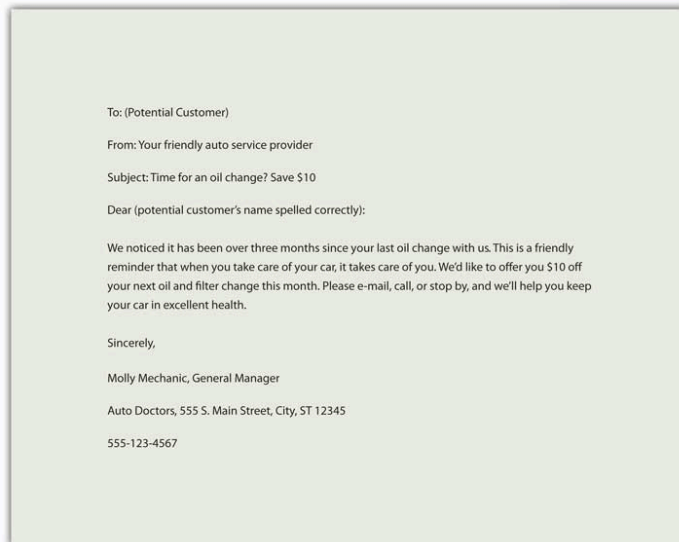 To: (Potential Customer)
From: Your friendly auto service provider
Subject: Time for an oil change? Save $10
Dear (potential customer's name spelled correctly):
We noticed it has been over three months since your last oil change with us. This is a friendly
reminder that when you take care of your car, it takes care of you. We'd like to offer you $10 off
your next oil and filter change this month. Please e-mail, call, or stop by, and we'll help you keep
your car in excellent health.
Sincerely,
Molly Mechanic, General Manager
Auto Doctors, 555 S. Main Street, City, ST 12345
555-123-4567